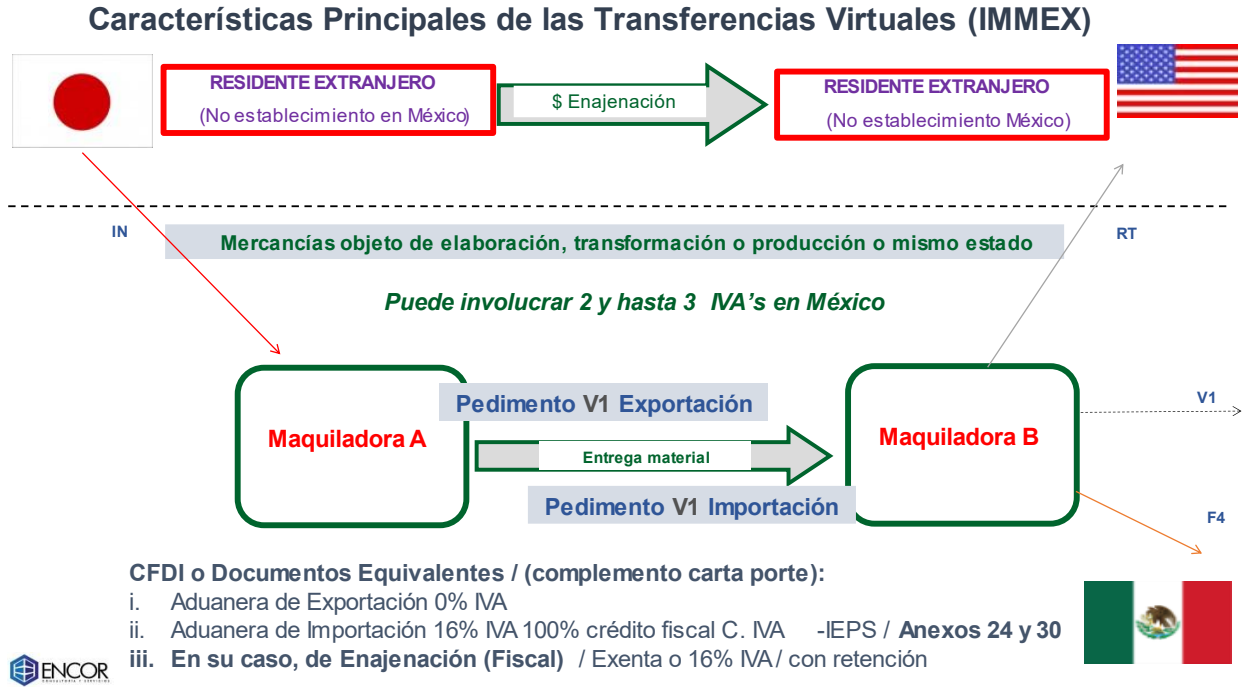 Características Principales de las Transferencias Virtuales (IMMEX)
RESIDENTE EXTRANJERO
(No establecimiento en México)
$ Enajenación
RESIDENTE EXTRANJERO
(No establecimiento México)
IN
Mercancías objeto de elaboración, transformación o producción o mismo estado
RT
Puede involucrar 2 y hasta 3 IVA's en México
Pedimento V1 Exportación
V1
Maquiladora A
Maquiladora B
Entrega material
Pedimento V1 Importación
F4
CFDI o Documentos Equivalentes / (complemento carta porte):
i. Aduanera de Exportación 0% IVA
ii. Aduanera de Importación 16% IVA 100% crédito fiscal C. IVA -IEPS / Anexos 24 y 30
iii. En su caso, de Enajenación (Fiscal) / Exenta o 16% IVA / con retención
ENCOR
CONSULTORÍA Y SERVICIOS